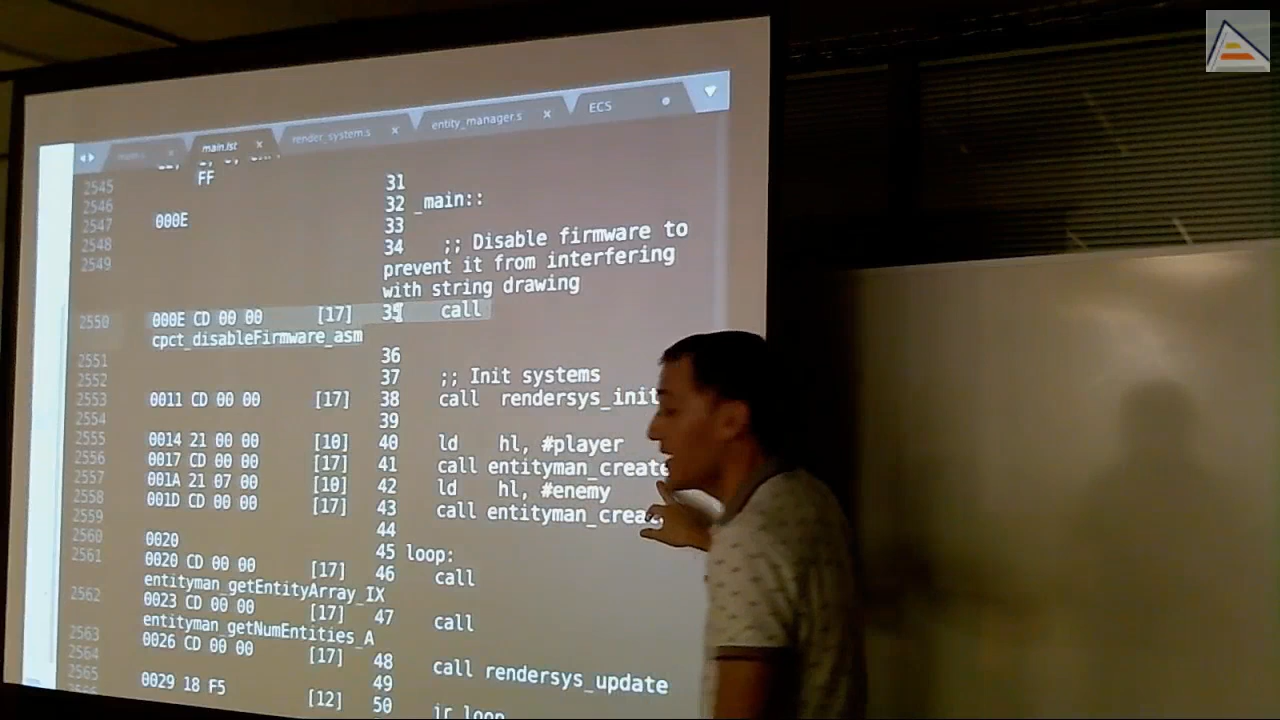 main.lst
render_system.s
entity_manager.s
ECS
2545 FF 31
2546 32 _main::
2547 000E 33
2548 34 ;; Disable firmware to
2549 prevent it from interfering
with string drawing
2550 000E CD 00 00 [17] 35 call
cpct_disableFirmware_asm
2551 36
2552 37 ;; Init systems
2553 0011 CD 00 00 [17] 38 call rendersys_init
2554 39
2555 0014 21 00 00 [10] 40 ld hl, #player
2556 0017 CD 00 00 [17] 41 call entityman_create
2557 001A 21 07 00 [10] 42 ld hl, #enemy
2558 001D CD 00 00 [17] 43 call entityman_crea
2559 44
2560 0020 45 loop:
2561 0020 CD 00 00 [17] 46 call
entityman_getEntityArray_IX
2562 0023 CD 00 00 [17] 47 call
entityman_getNumEntities_A
2563 0026 CD 00 00 [17] 48 call rendersys_update
2564 49
2565 0029 18 F5 [12] 50 jr loop